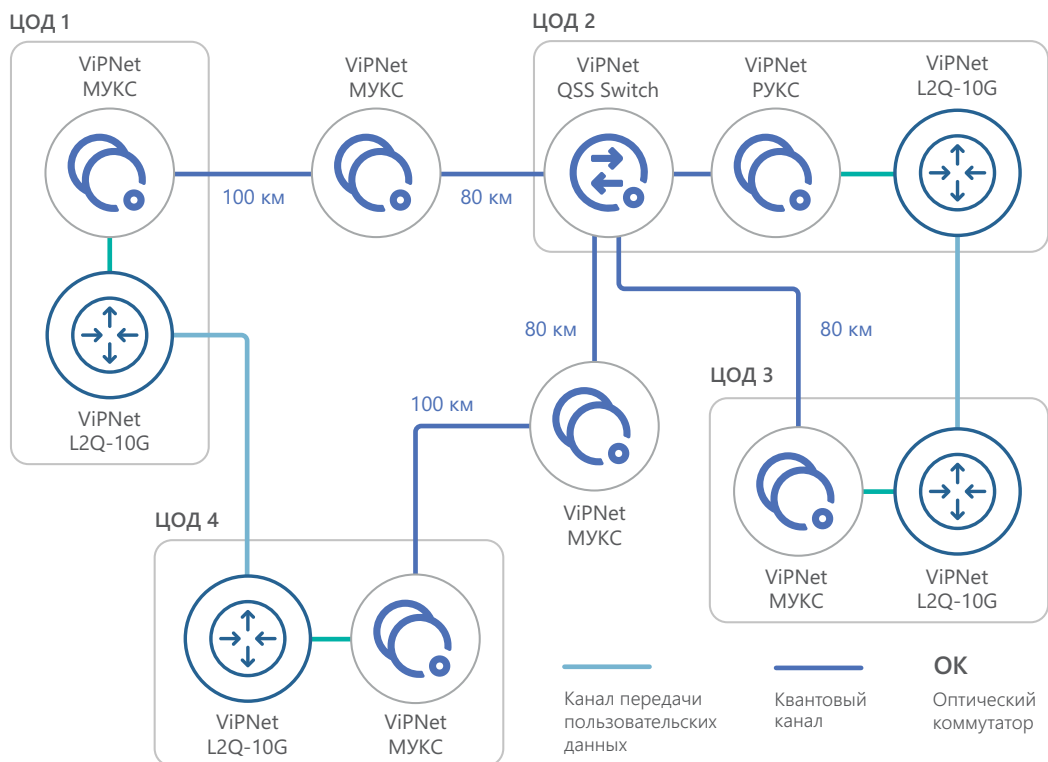 ЦОД 1
ViPNet
МУКС
ViPNet
МУКС
ЦОД 2
ViPNet
QSS Switch
ViPNet
РУКС
ViPNet
L2Q-10G
100 км
80 км
80 км
80 км
ViPNet
L2Q-10G
100 км
ViPNet
МУКС
ЦОД 3
ViPNet
МУКС
ViPNet
L2Q-10G
ЦОД 4
ViPNet
L2Q-10G
ViPNet
МУКС
Канал передачи
пользовательских
данных
Квантовый
канал
ОК
Оптический
коммутатор